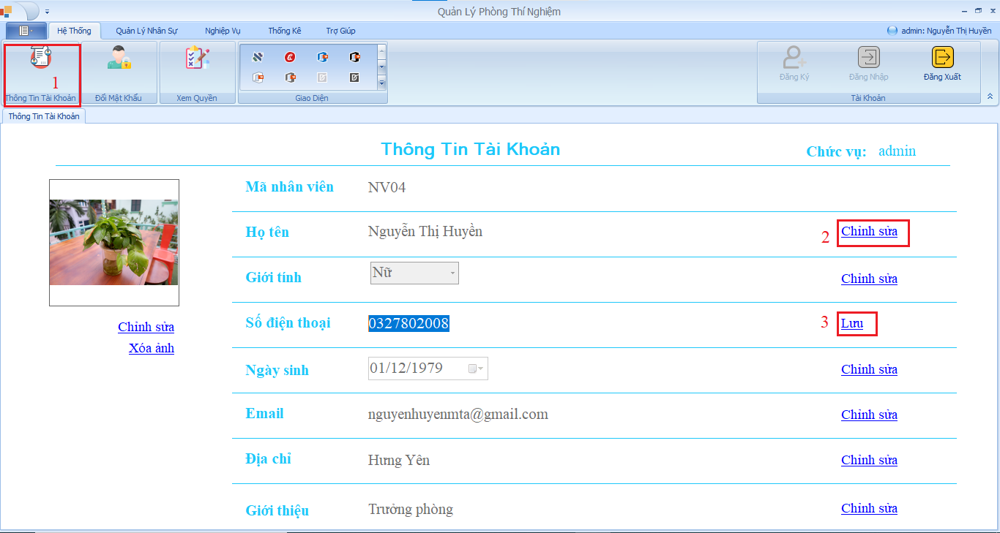 Quản Lý Phòng Thí Nghiệm
Hệ Thống Quản Lý Nhân Sự Nghiệp Vụ Thống Kê Trợ Giúp admin: Nguyễn Thị Huyền
1
Đăng Ký Đăng Nhập Đăng Xuất
Thông Tin Tài Khoản Đổi Mật Khẩu Xem Quyền Giao Diện Tài Khoản
Thông Tin Tài Khoản
Thông Tin Tài Khoản Chức vụ: admin
Mã nhân viên NV04
Họ tên Nguyễn Thị Huyền 2 Chỉnh sửa
Giới tính Nữ Chỉnh sửa
Số điện thoại 0327802008 3 Lưu
Chỉnh sửa
Xóa ảnh
Ngày sinh 01/12/1979 Chỉnh sửa
Email nguyenhuyenmta@gmail.com Chỉnh sửa
Địa chỉ Hưng Yên Chỉnh sửa
Giới thiệu Trưởng phòng Chỉnh sửa